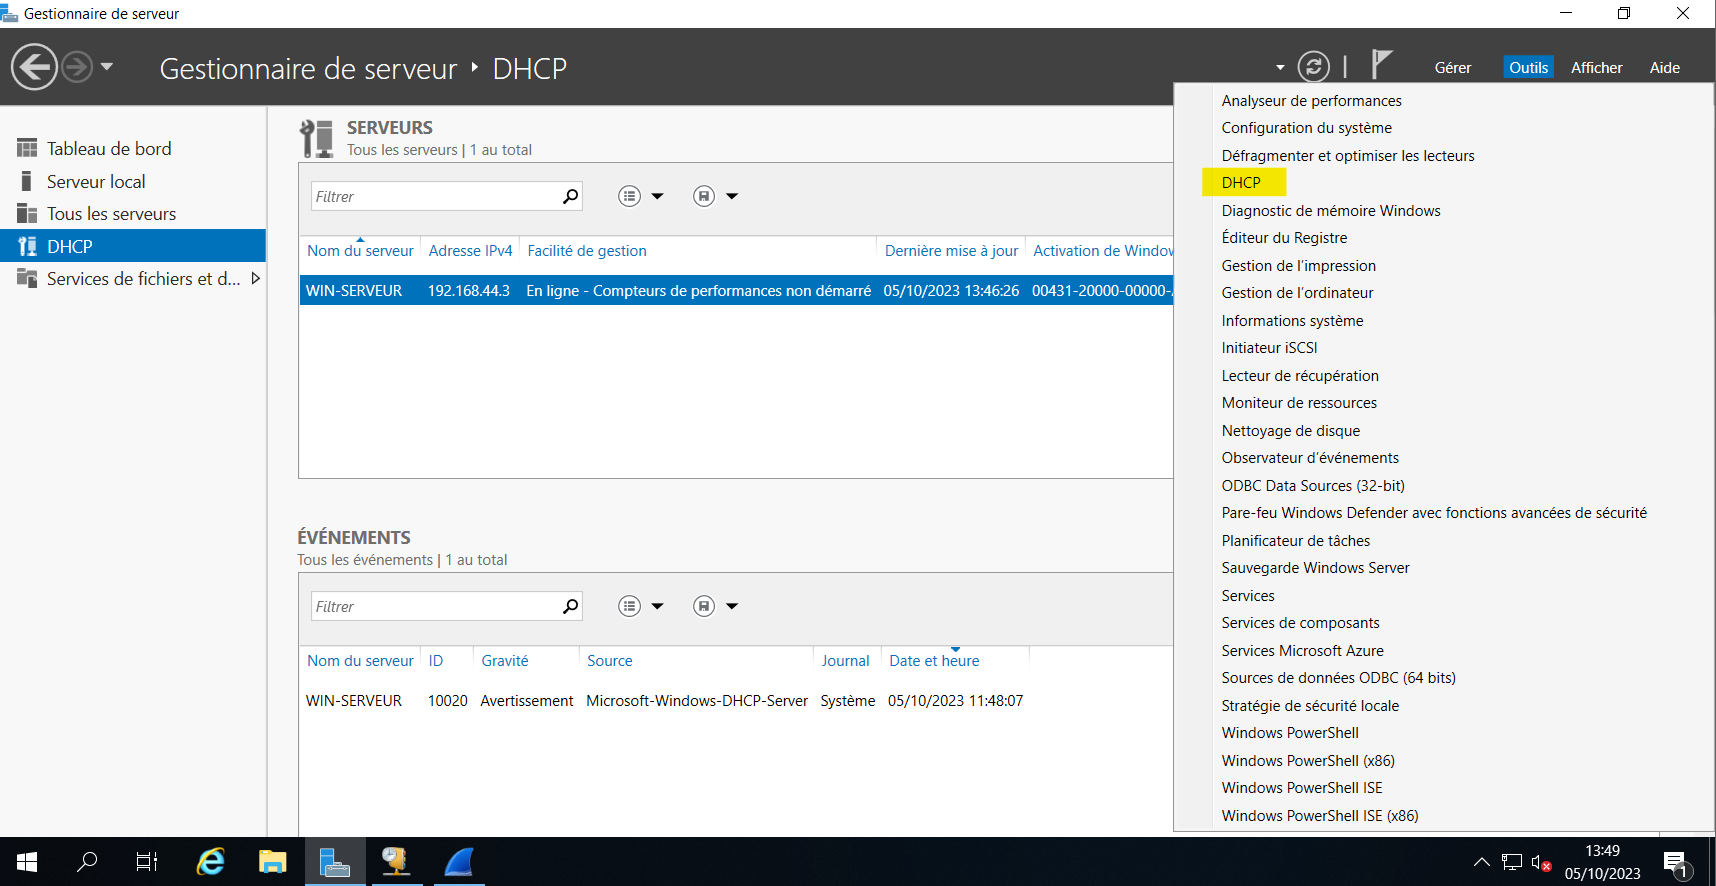 Gestionnaire de serveur
Gestionnaire de serveur ‣ DHCP
Gérer Outils Afficher Aide
Tableau de bord
Serveur local
Tous les serveurs
DHCP
Services de fichiers et d...
SERVEURS
Tous les serveurs | 1 au total
Filtrer
Nom du serveur Adresse IPv4 Facilité de gestion Dernière mise à jour Activation de Window
WIN-SERVEUR 192.168.44.3 En ligne - Compteurs de performances non démarré 05/10/2023 13:46:26 00431-20000-00000-
ÉVÉNEMENTS
Tous les événements | 1 au total
Filtrer
Nom du serveur ID Gravité Source Journal Date et heure
WIN-SERVEUR 10020 Avertissement Microsoft-Windows-DHCP-Server Système 05/10/2023 11:48:07
Analyseur de performances
Configuration du système
Défragmenter et optimiser les lecteurs
DHCP
Diagnostic de mémoire Windows
Éditeur du Registre
Gestion de l'impression
Gestion de l'ordinateur
Informations système
Initiateur iSCSI
Lecteur de récupération
Moniteur de ressources
Nettoyage de disque
Observateur d'événements
ODBC Data Sources (32-bit)
Pare-feu Windows Defender avec fonctions avancées de sécurité
Planificateur de tâches
Sauvegarde Windows Server
Services
Services de composants
Services Microsoft Azure
Sources de données ODBC (64 bits)
Stratégie de sécurité locale
Windows PowerShell
Windows PowerShell (x86)
Windows PowerShell ISE
Windows PowerShell ISE (x86)
13:49
05/10/2023
1